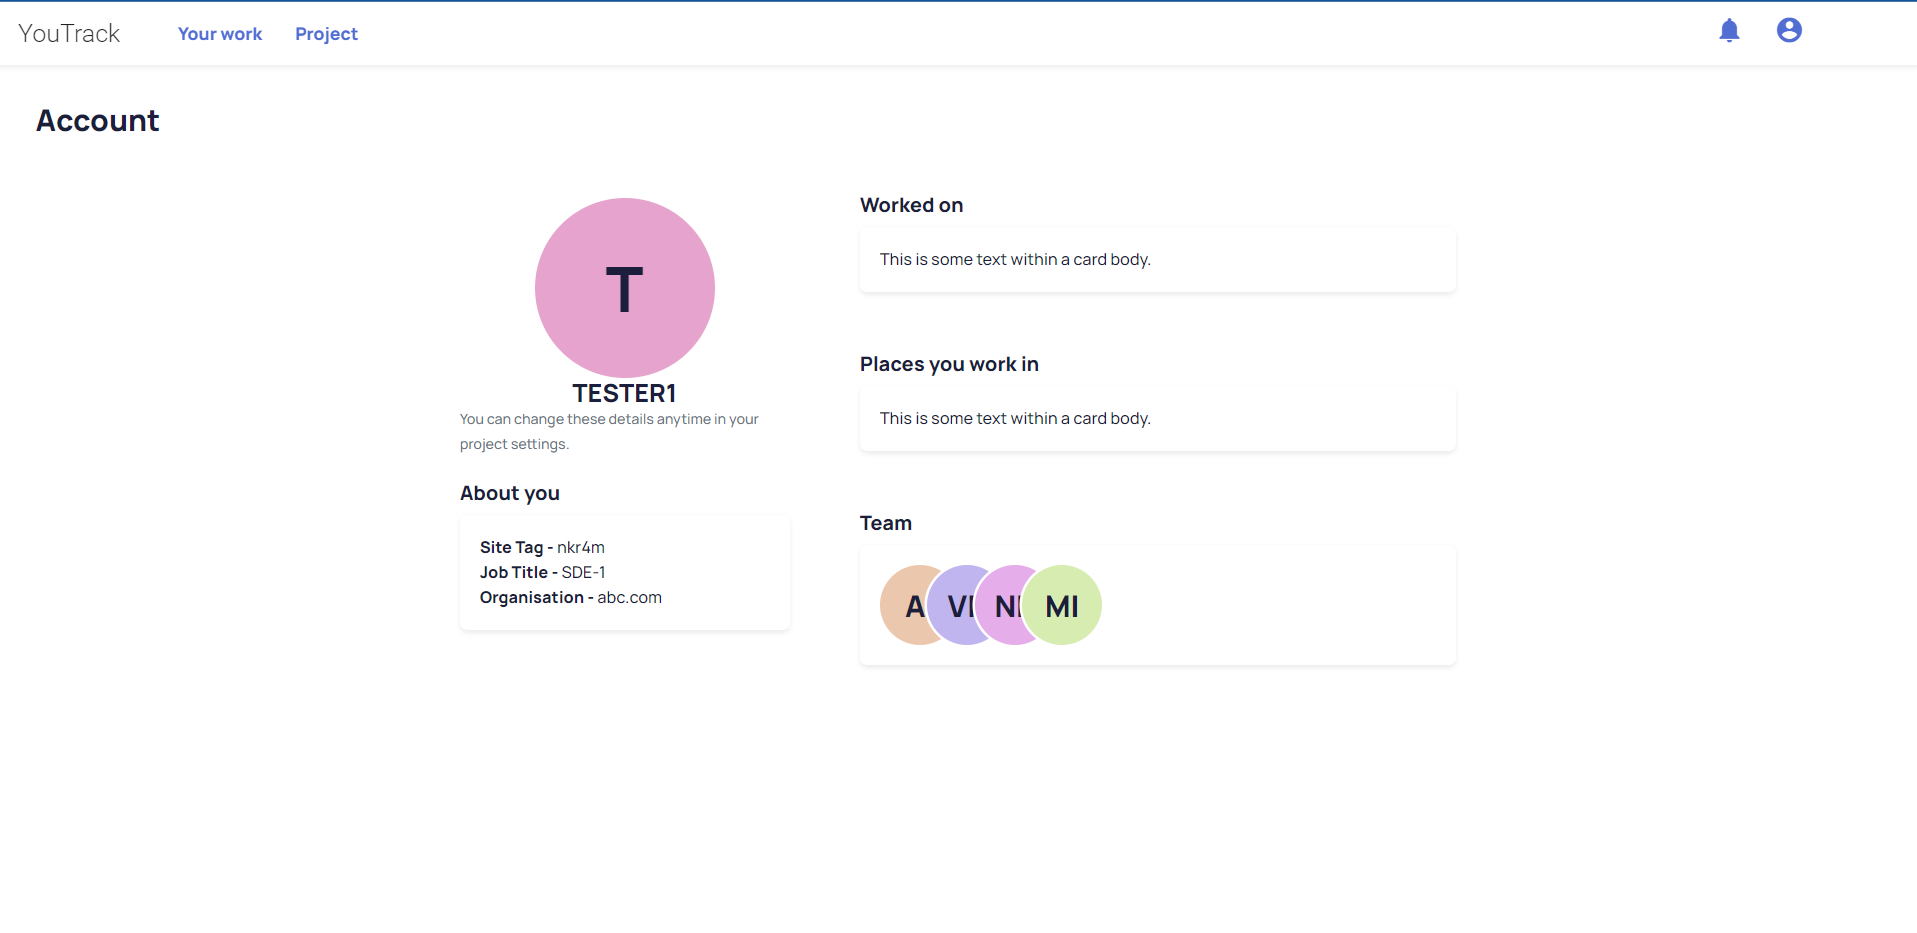 YouTrack Your work Project
Account
T
TESTER1
You can change these details anytime in your
project settings.
About you
Site Tag - nkr4m
Job Title - SDE-1
Organisation - abc.com
Worked on
This is some text within a card body.
Places you work in
This is some text within a card body.
Team
MI